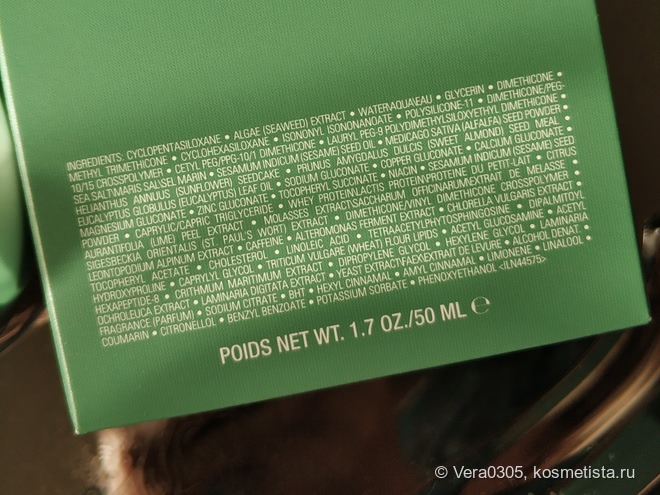 INGREDIENTS: CYCLOPENTASILOXANE • ALGAE (SEAWEED) EXTRACT • WATER\AQUA\EAU • GLYCERIN • DIMETHICONE •
METHYL TRIMETHICONE • CYCLOHEXASILOXANE • ISONONYL ISONONANOATE • POLYSILICONE-11 • DIMETHICONE/PEG-
10/15 CROSSPOLYMER • CETYL PEG/PPG-10/1 DIMETHICONE • LAURYL PEG-9 POLYDIMETHYLSILOXYETHYL DIMETHICONE •
SEA SALT\MARIS SAL\SEL MARIN • SESAMUM INDICUM (SESAME) SEED OIL • MEDICAGO SATIVA (ALFALFA) SEED POWDER •
HELIANTHUS ANNUUS (SUNFLOWER) SEEDCAKE • PRUNUS AMYGDALUS DULCIS (SWEET ALMOND) SEED MEAL •
EUCALYPTUS GLOBULUS (EUCALYPTUS) LEAF OIL • SODIUM GLUCONATE • COPPER GLUCONATE • CALCIUM GLUCONATE •
MAGNESIUM GLUCONATE • ZINC GLUCONATE • TOCOPHERYL SUCCINATE • NIACIN • SESAMUM INDICUM (SESAME) SEED
POWDER • CAPRYLIC/CAPRIC TRIGLYCERIDE • WHEY PROTEIN\LACTIS PROTEIN\PROTÉINE DU PETIT-LAIT • CITRUS
AURANTIFOLIA (LIME) PEEL EXTRACT • MOLASSES EXTRACT\SACCHARUM OFFICINARUM\EXTRAIT DE MELASSE •
SIGESBECKIA ORIENTALIS (ST. PAUL'S WORT) EXTRACT • DIMETHICONE/VINYL DIMETHICONE CROSSPOLYMER •
LEONTOPODIUM ALPINUM EXTRACT • CAFFEINE • ALTEROMONAS FERMENT EXTRACT • CHLORELLA VULGARIS EXTRACT •
TOCOPHERYL ACETATE • CHOLESTEROL • LINOLEIC ACID • TETRAACETYLPHYTOSPHINGOSINE • DIPALMITOYL
HYDROXYPROLINE • CAPRYLYL GLYCOL • TRITICUM VULGARE (WHEAT) FLOUR LIPIDS • ACETYL GLUCOSAMINE • ACETYL
HEXAPEPTIDE-8 • CRITHMUM MARITIMUM EXTRACT • DIPROPYLENE GLYCOL • HEXYLENE GLYCOL • LAMINARIA
OCHROLEUCA EXTRACT • LAMINARIA DIGITATA EXTRACT • YEAST EXTRACT\FAEX\EXTRAIT DE LEVURE • ALCOHOL DENAT •
FRAGRANCE (PARFUM) • SODIUM CITRATE • BHT • HEXYL CINNAMAL • AMYL CINNAMAL • LIMONENE • LINALOOL •
COUMARIN • CITRONELLOL • BENZYL BENZOATE • POTASSIUM SORBATE • PHENOXYETHANOL <ILN44575>
POIDS NET WT. 1.7 OZ./50 ML ℮
© Vera0305, kosmetista.ru